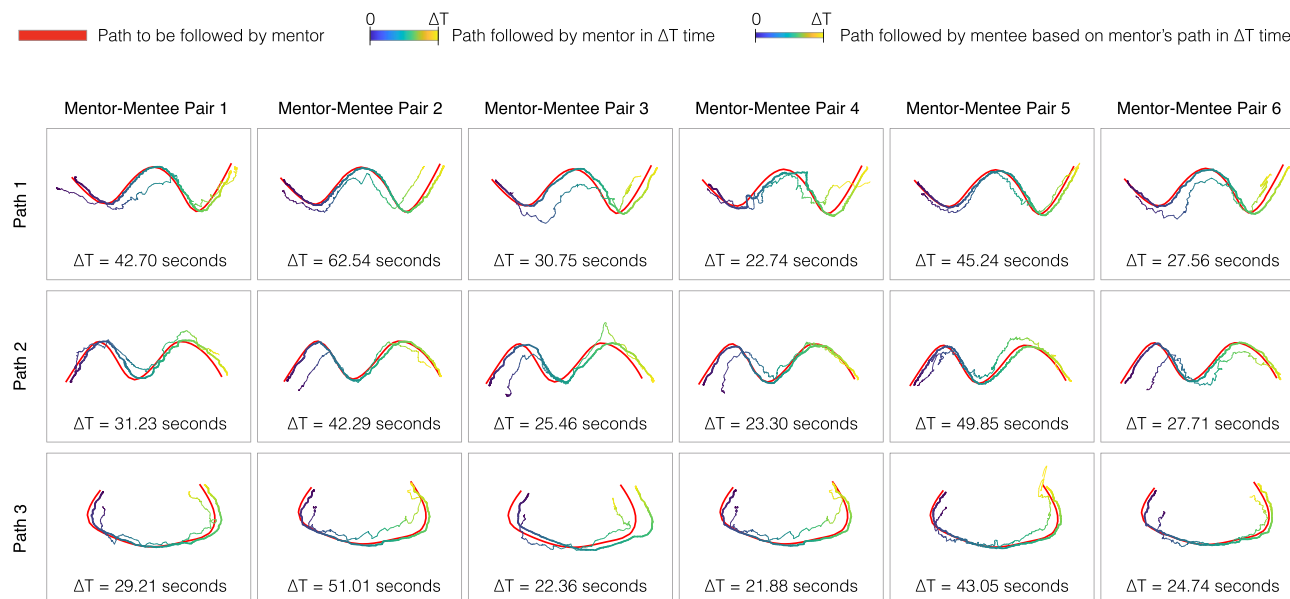 0 ΔT 0 ΔT
Path to be followed by mentor Path followed by mentor in ΔT time Path followed by mentee based on mentor's path in ΔT time
Mentor-Mentee Pair 1 Mentor-Mentee Pair 2 Mentor-Mentee Pair 3 Mentor-Mentee Pair 4 Mentor-Mentee Pair 5 Mentor-Mentee Pair 6
Path 1
ΔT = 42.70 seconds ΔT = 62.54 seconds ΔT = 30.75 seconds ΔT = 22.74 seconds ΔT = 45.24 seconds ΔT = 27.56 seconds
Path 2
ΔT = 31.23 seconds ΔT = 42.29 seconds ΔT = 25.46 seconds ΔT = 23.30 seconds ΔT = 49.85 seconds ΔT = 27.71 seconds
Path 3
ΔT = 29.21 seconds ΔT = 51.01 seconds ΔT = 22.36 seconds ΔT = 21.88 seconds ΔT = 43.05 seconds ΔT = 24.74 seconds